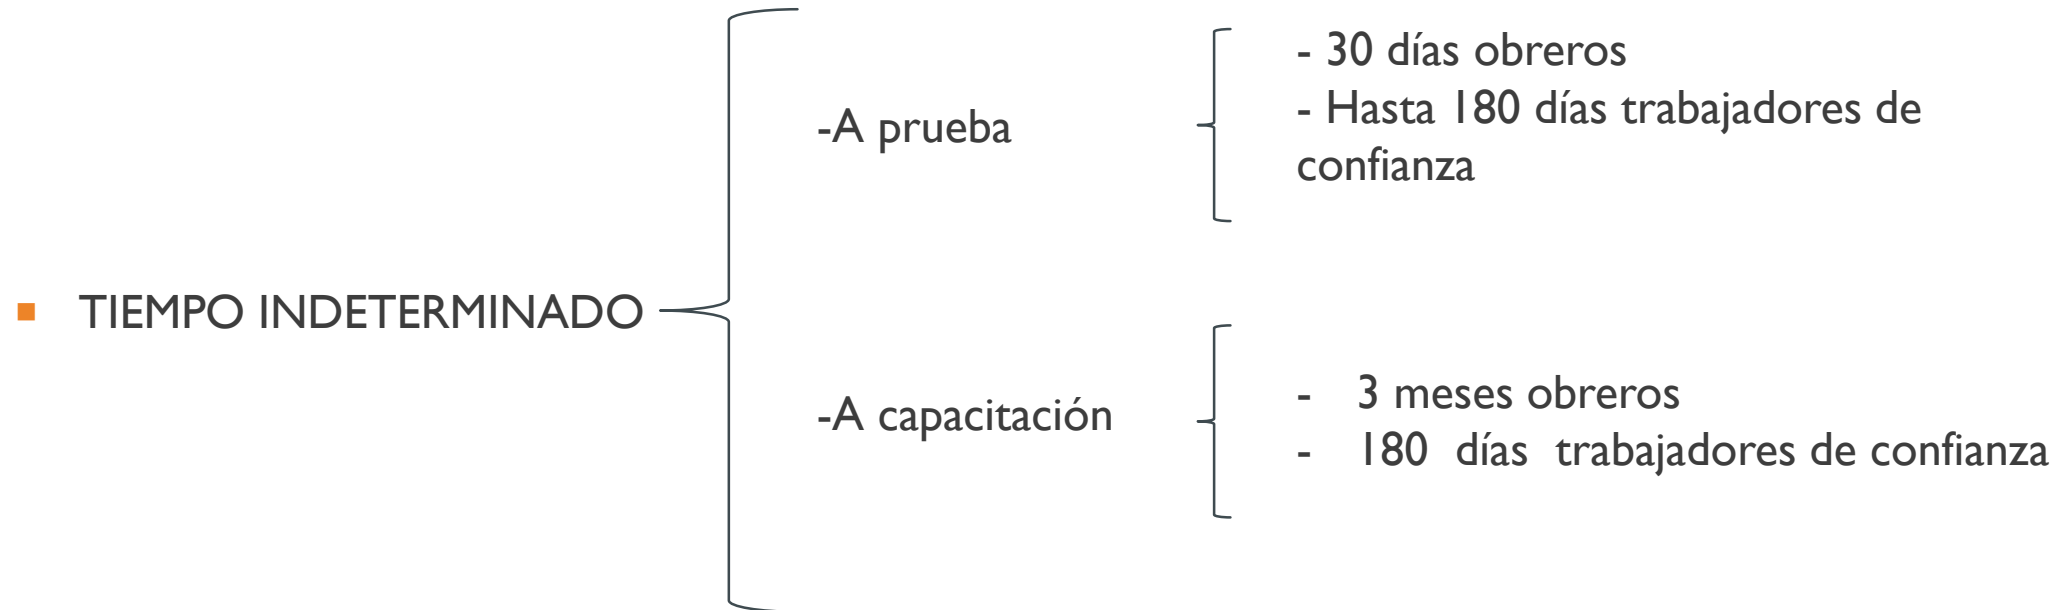 - 30 días obreros
- Hasta 180 días trabajadores de
confianza
-A prueba
▪ TIEMPO INDETERMINADO
-A capacitación
- 3 meses obreros
- 180 días trabajadores de confianza